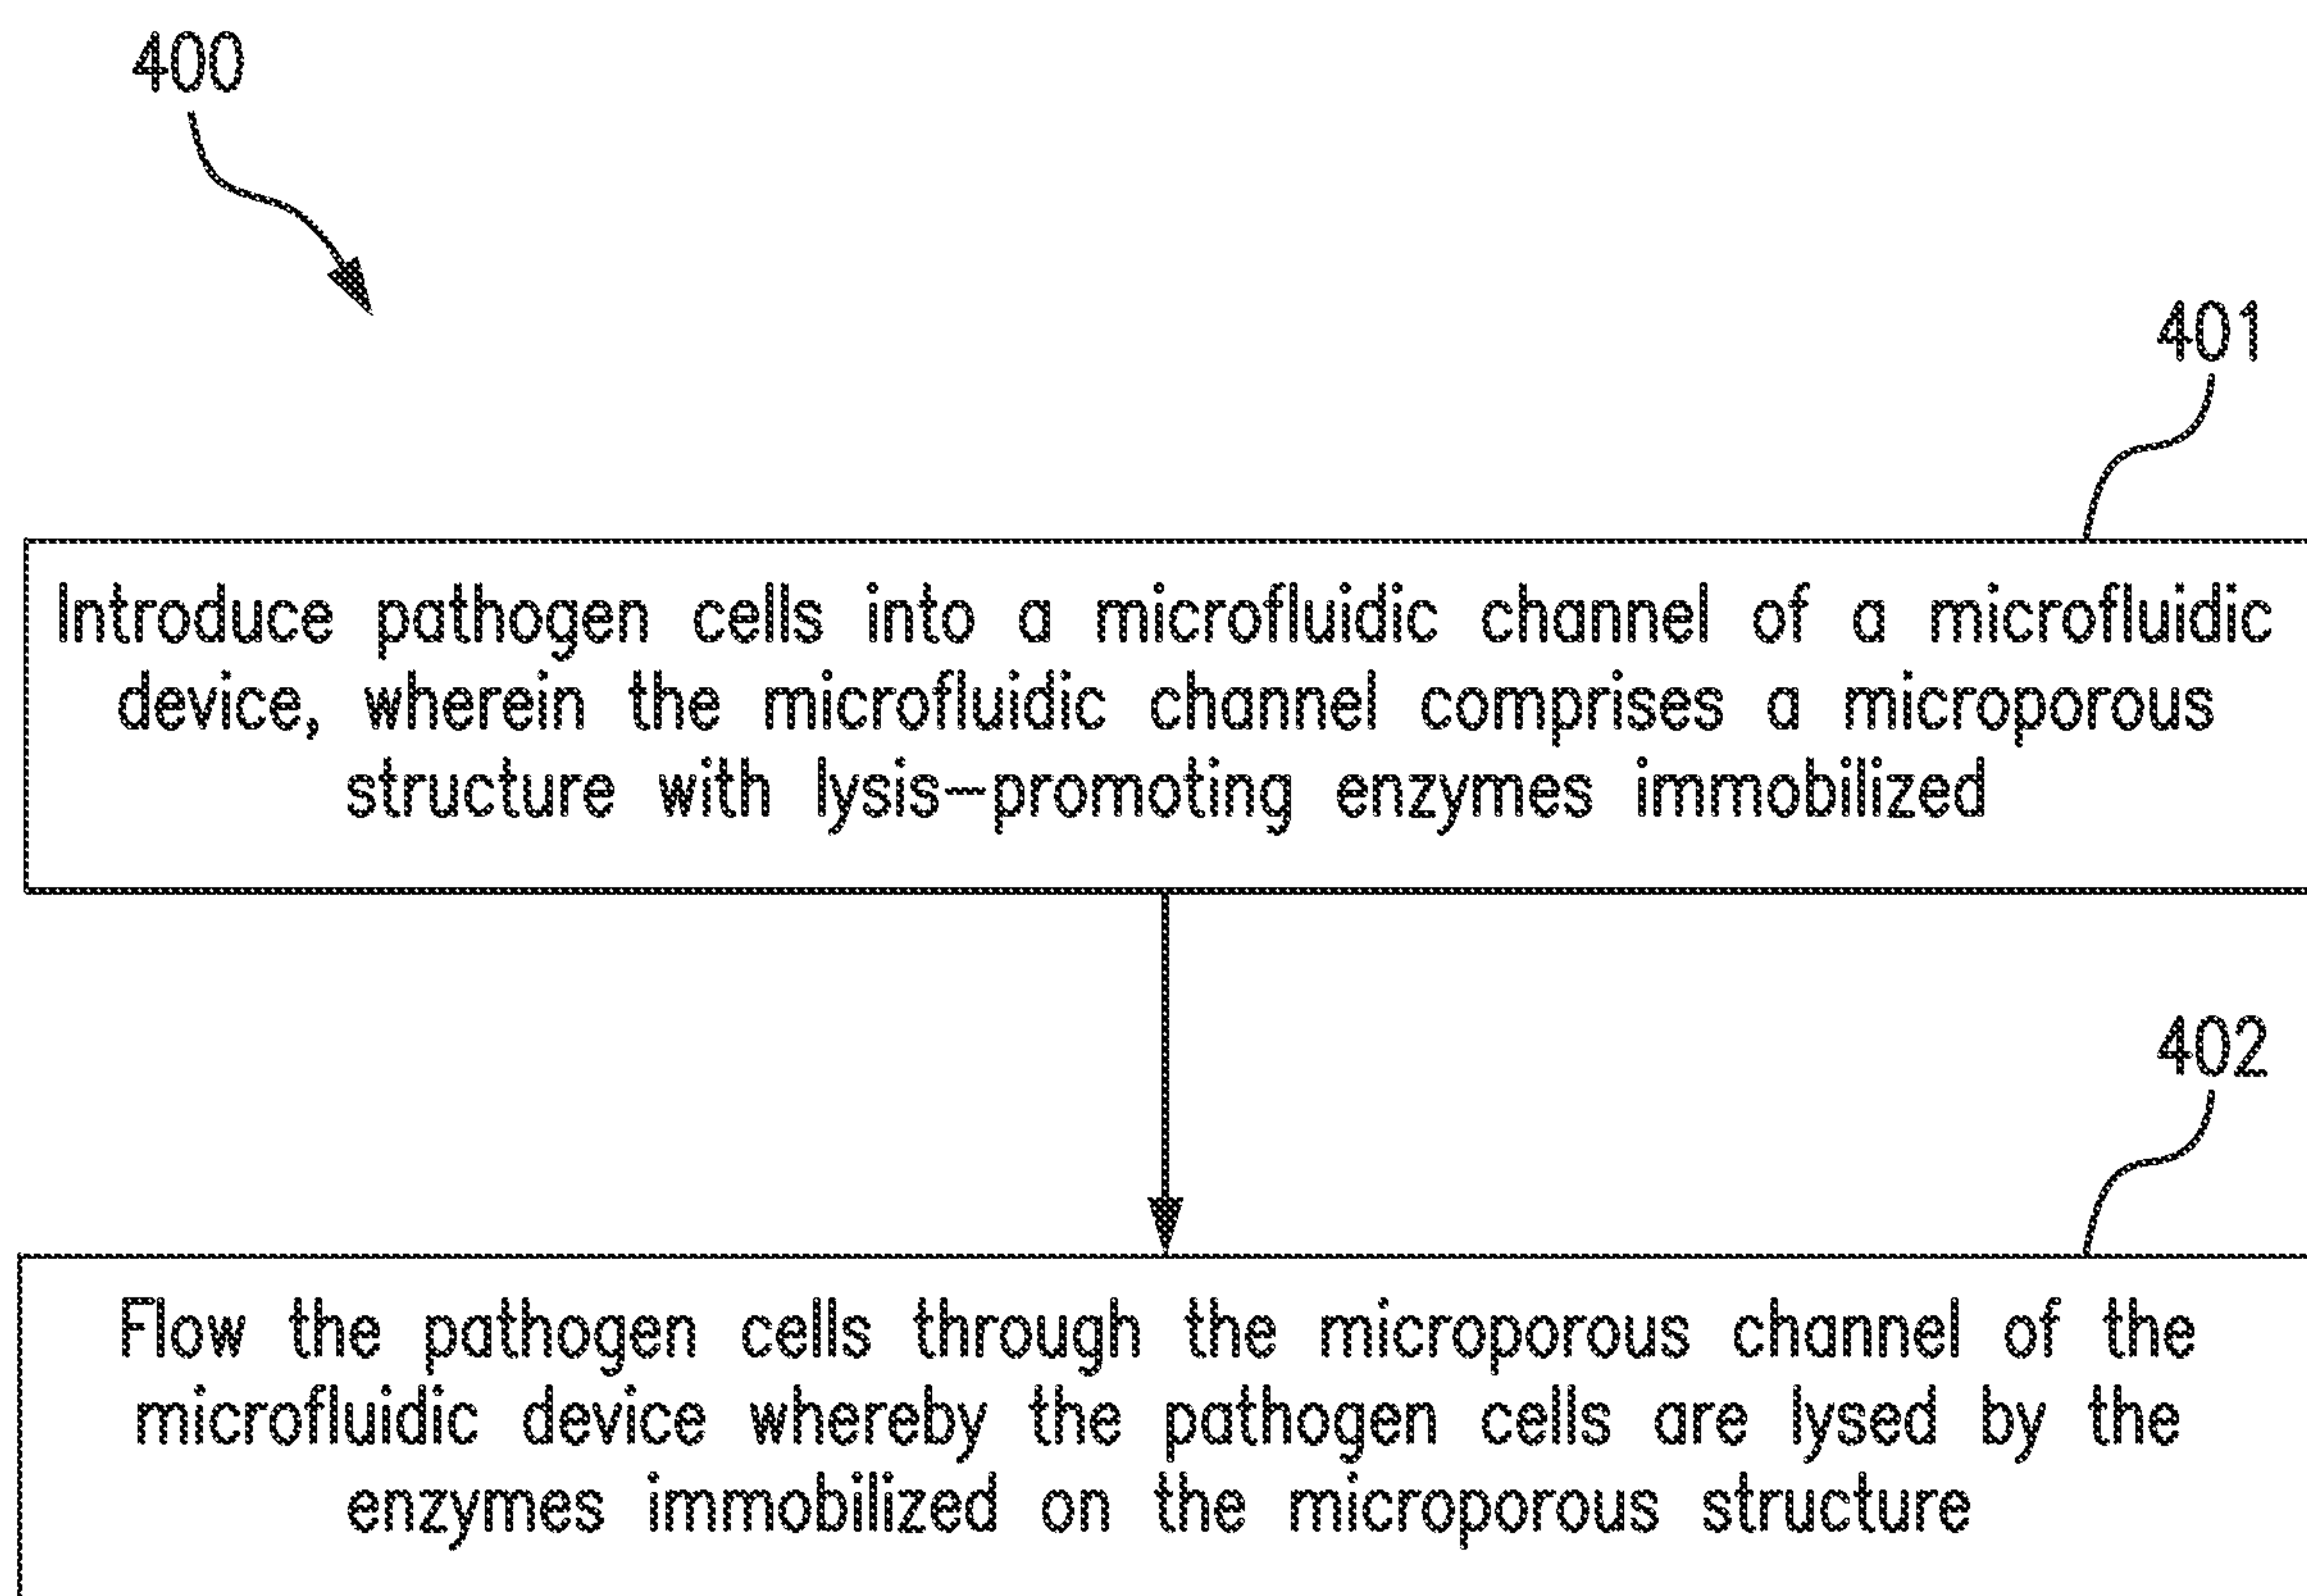 400
401
Introduce pathogen cells into a microfluidic channel of a microfluidic
device, wherein the microfluidic channel comprises a microporous
structure with lysis-promoting enzymes immobilized
402
Flow the pathogen cells through the microporous channel of the
microfluidic device whereby the pathogen cells are lysed by the
enzymes immobilized on the microporous structure